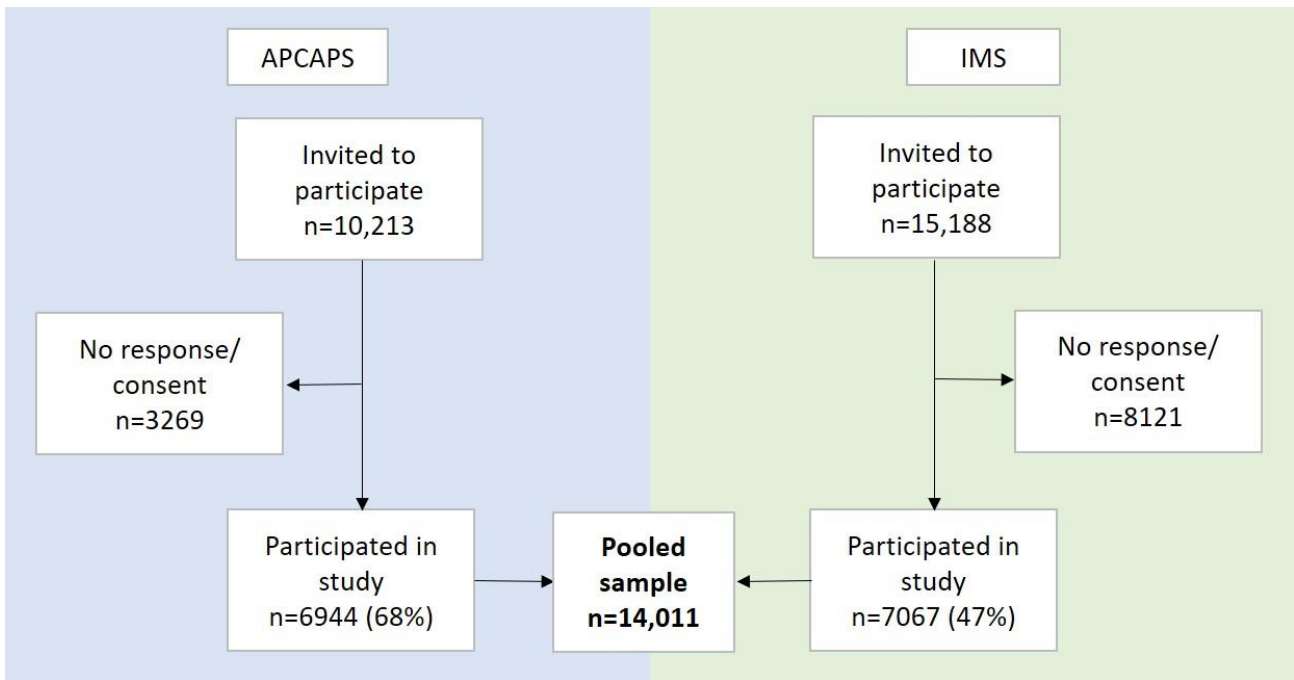 APCAPS
IMS
Invited to
participate
n=10,213
Invited to
participate
n=15,188
No response/
consent
n=3269
No response/
consent
n=8121
Participated in
study
n=6944 (68%)
Pooled
sample
n=14,011
Participated in
study
n=7067 (47%)